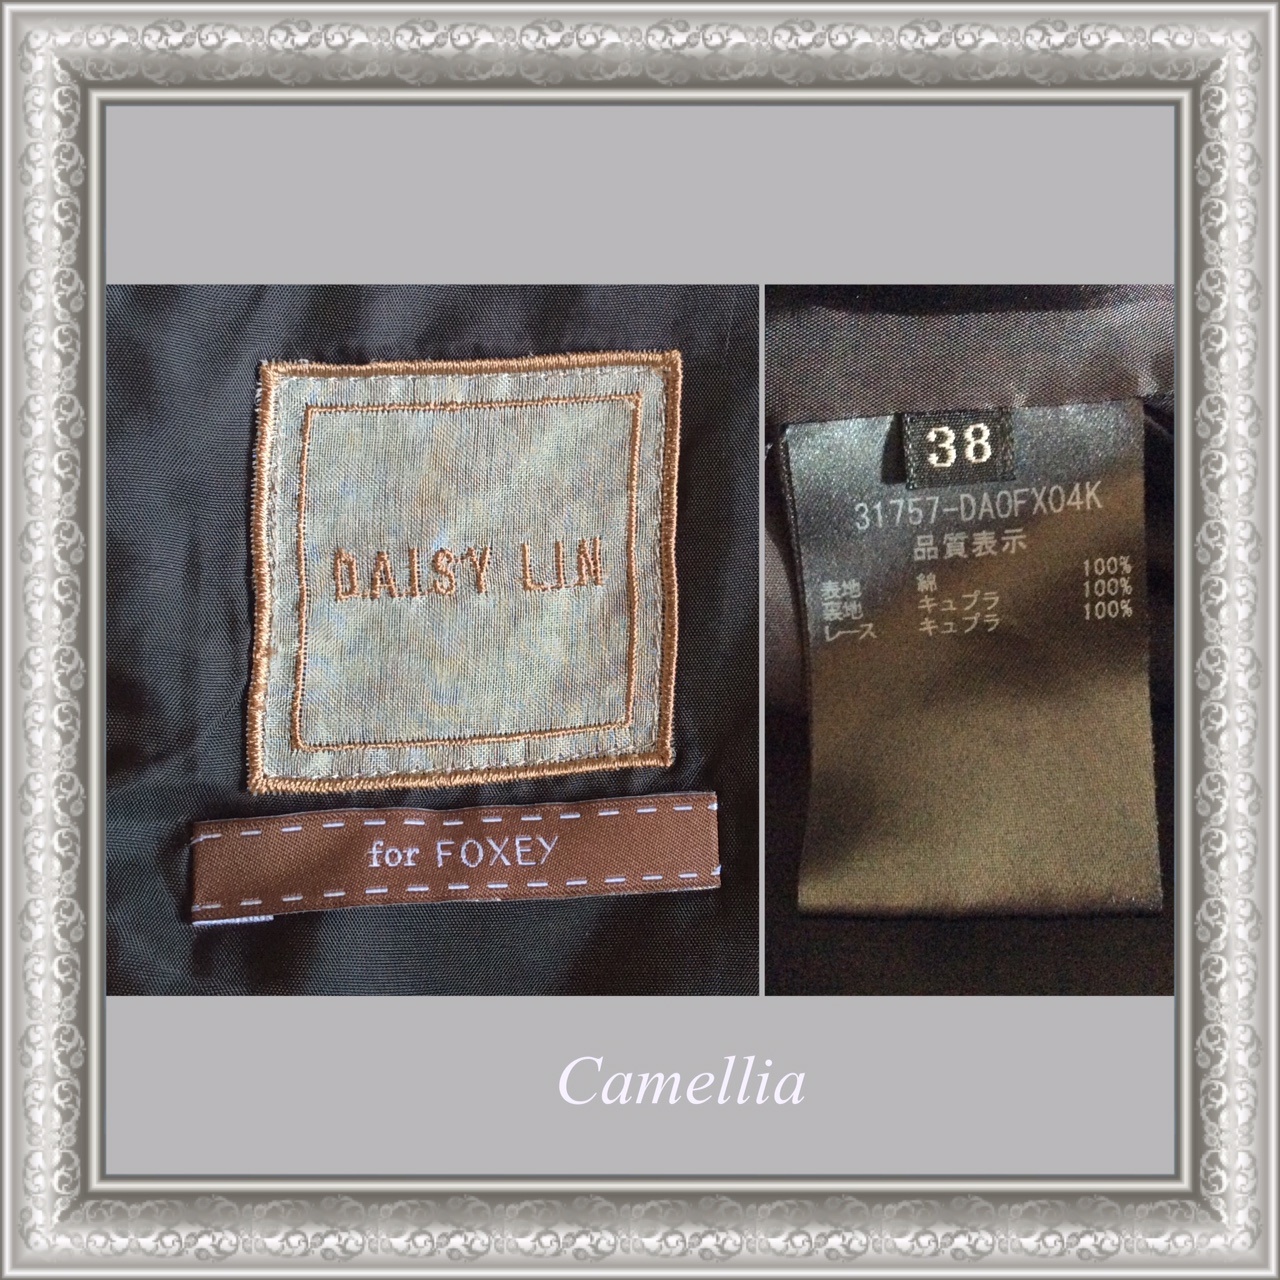 DAISY LIN
for FOXEY
38
31757-DAOFX04K
品質表示
表地 綿 100%
裏地 キュプラ 100%
レース キュプラ 100%
Camellia